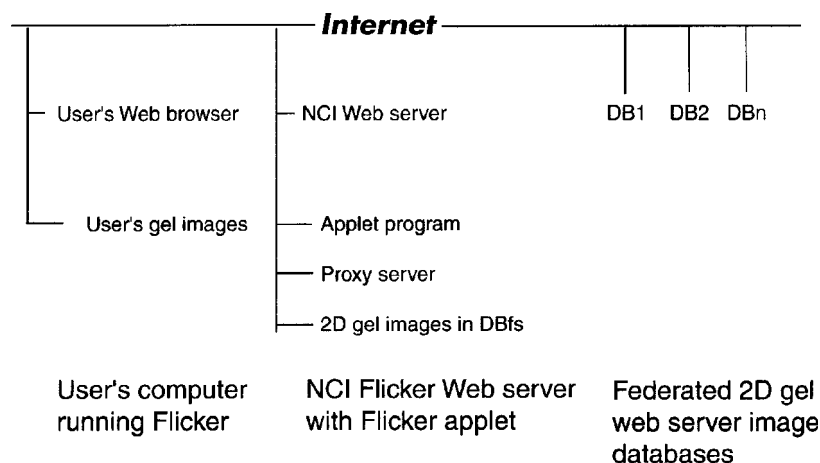 Internet
User's Web browser
NCI Web server
DB1 DB2 DBn
User's gel images
Applet program
Proxy server
2D gel images in DBfs
User's computer
running Flicker
NCI Flicker Web server
with Flicker applet
Federated 2D gel
web server image
databases